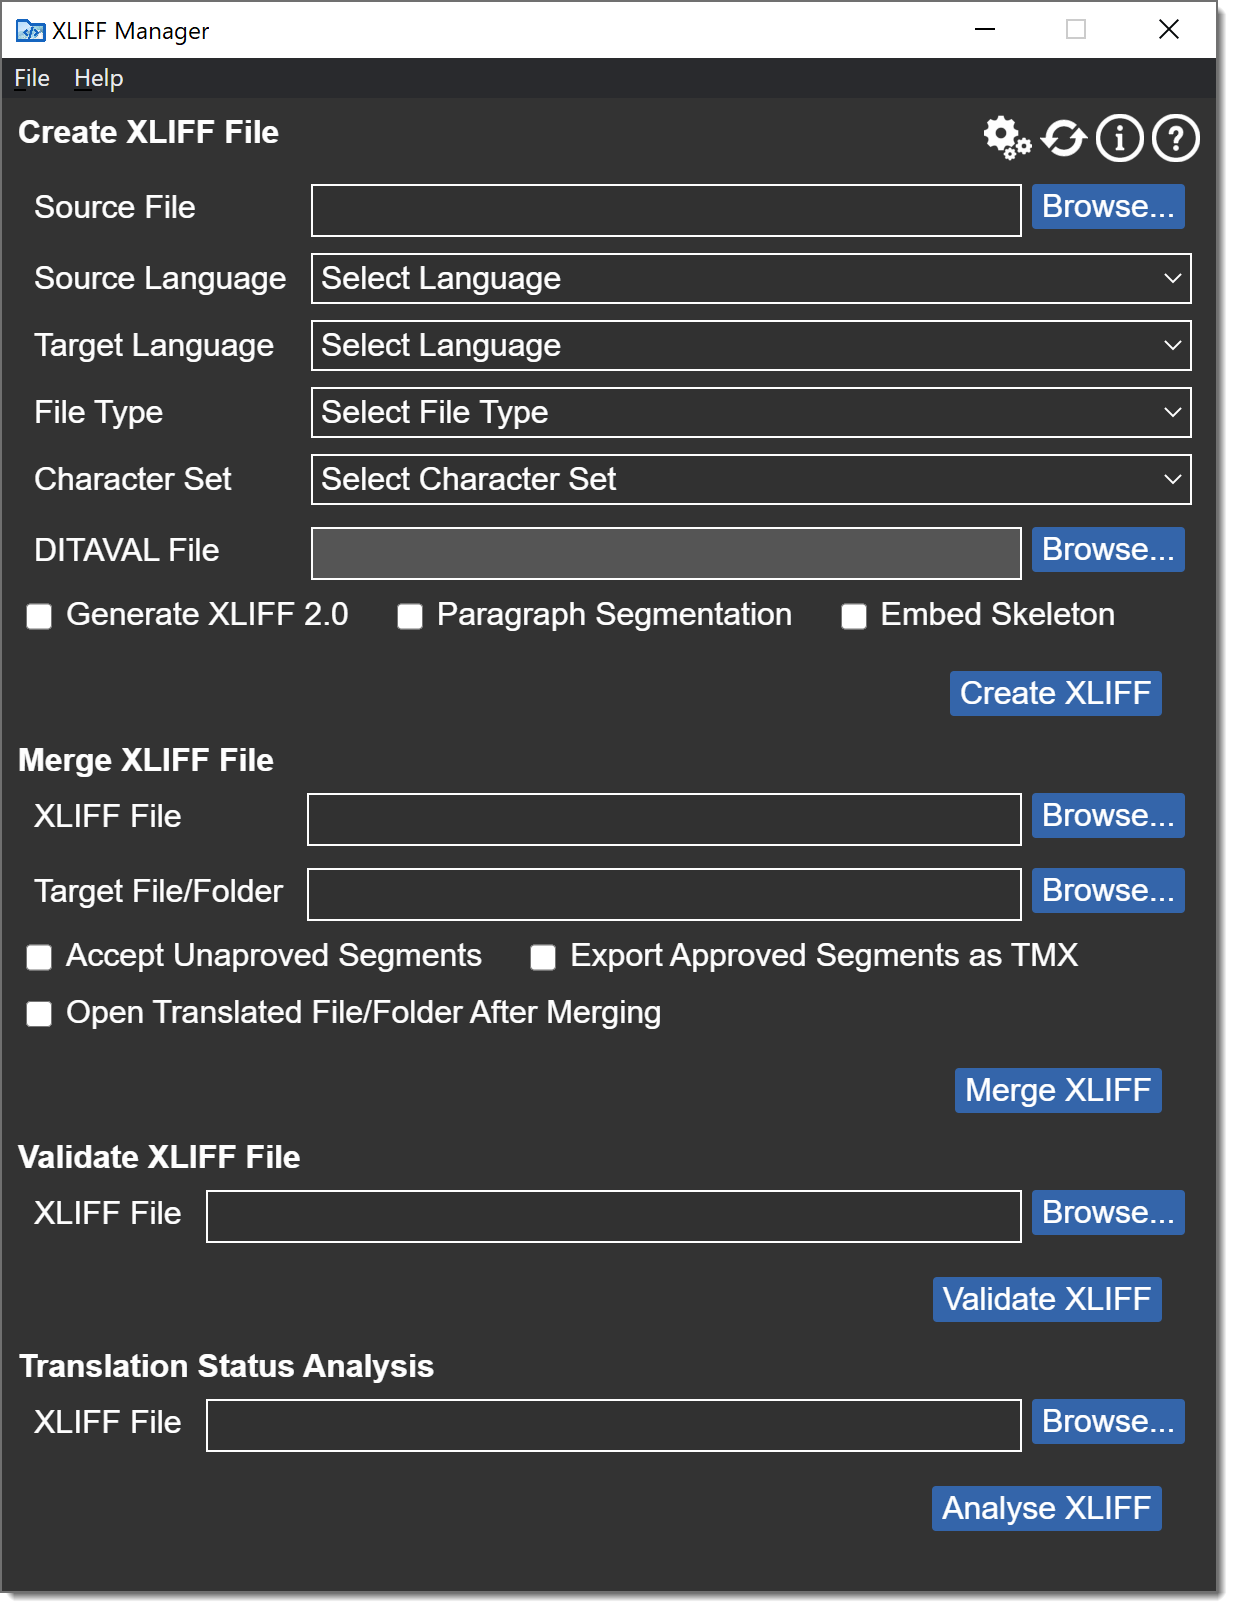 XLIFF Manager
File Help
Create XLIFF File
Source File Browse...
Source Language Select Language
Target Language Select Language
File Type Select File Type
Character Set Select Character Set
DITAVAL File Browse...
Generate XLIFF 2.0 Paragraph Segmentation Embed Skeleton
Create XLIFF
Merge XLIFF File
XLIFF File Browse...
Target File/Folder Browse...
Accept Unaproved Segments Export Approved Segments as TMX
Open Translated File/Folder After Merging
Merge XLIFF
Validate XLIFF File
XLIFF File Browse...
Validate XLIFF
Translation Status Analysis
XLIFF File Browse...
Analyse XLIFF